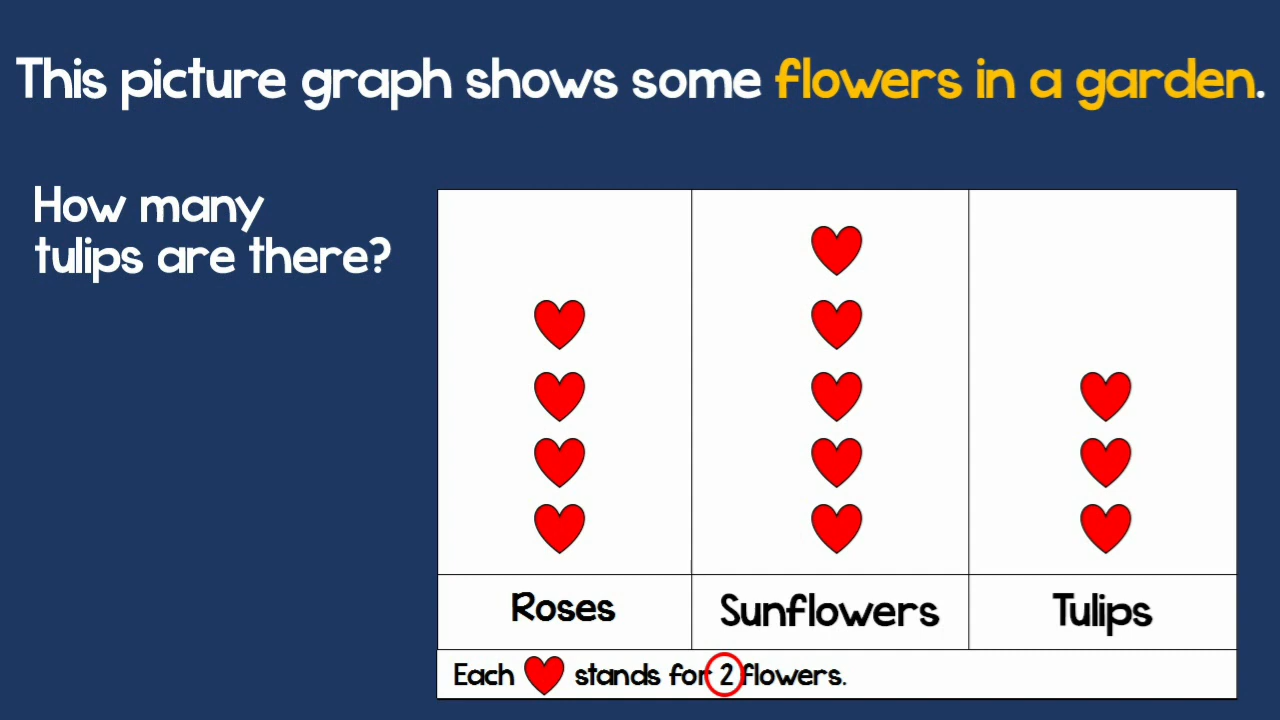 This picture graph shows some flowers in a garden.
How many
tulips are there?
Roses Sunflowers Tulips
Each stands for 2 flowers.